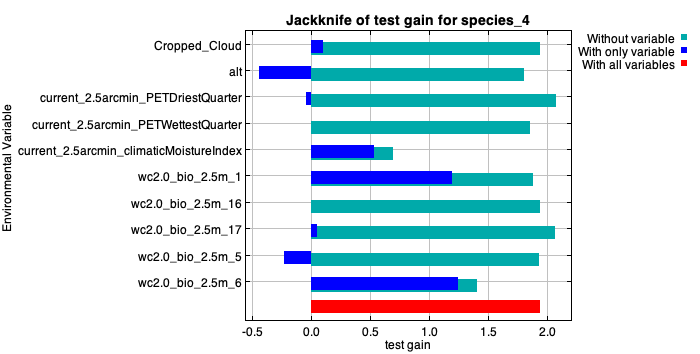 Jackknife of test gain for species_4
Without variable
With only variable
With all variables
Environmental Variable
Cropped_Cloud
alt
current_2.5arcmin_PETDriestQuarter
current_2.5arcmin_PETWettestQuarter
current_2.5arcmin_climaticMoistureIndex
wc2.0_bio_2.5m_1
wc2.0_bio_2.5m_16
wc2.0_bio_2.5m_17
wc2.0_bio_2.5m_5
wc2.0_bio_2.5m_6
-0.5 0.0 0.5 1.0 1.5 2.0
test gain